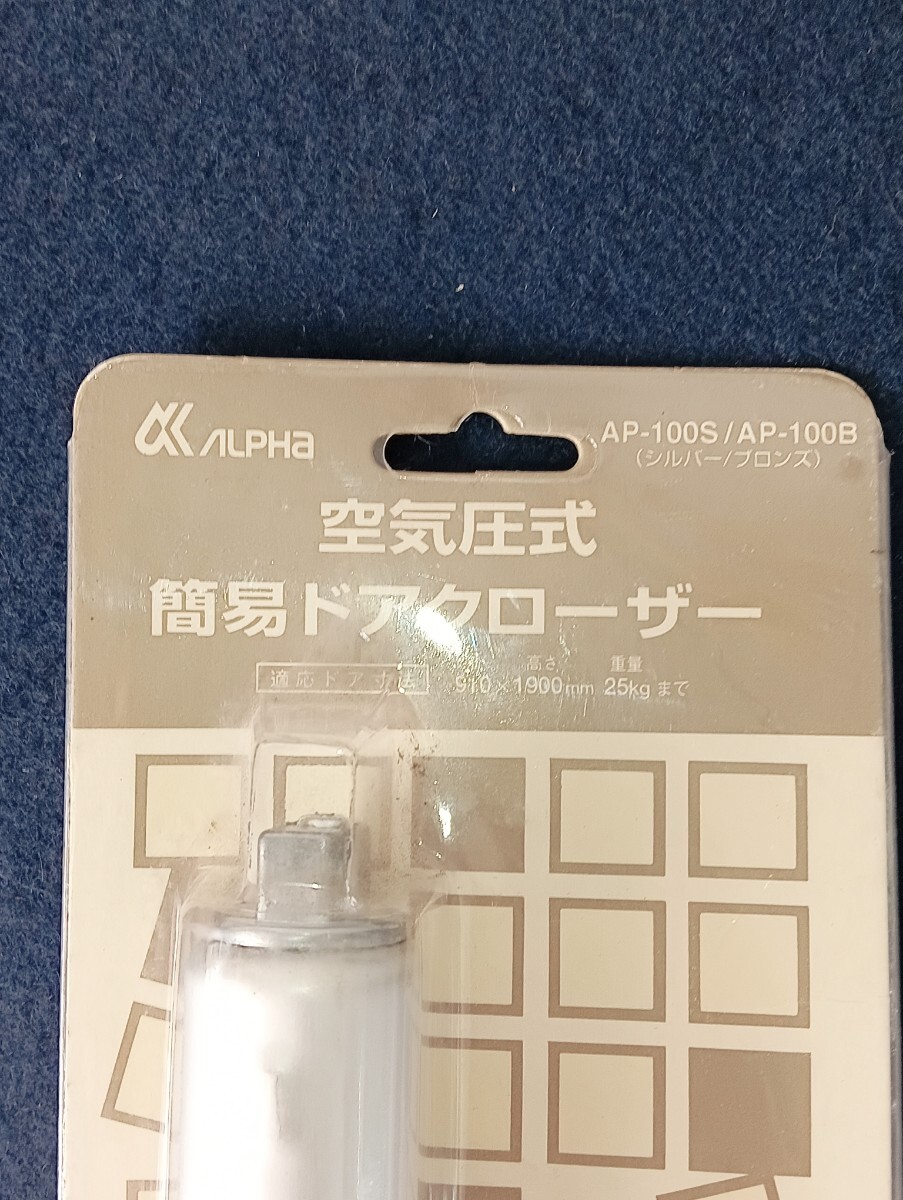 ALPHA
AP-100S/AP-100B
(シルバー/ブロンズ)
空気圧式
簡易ドアクローザー
高さ 重量
適応ドア寸法 910×1900mm 25kgまで